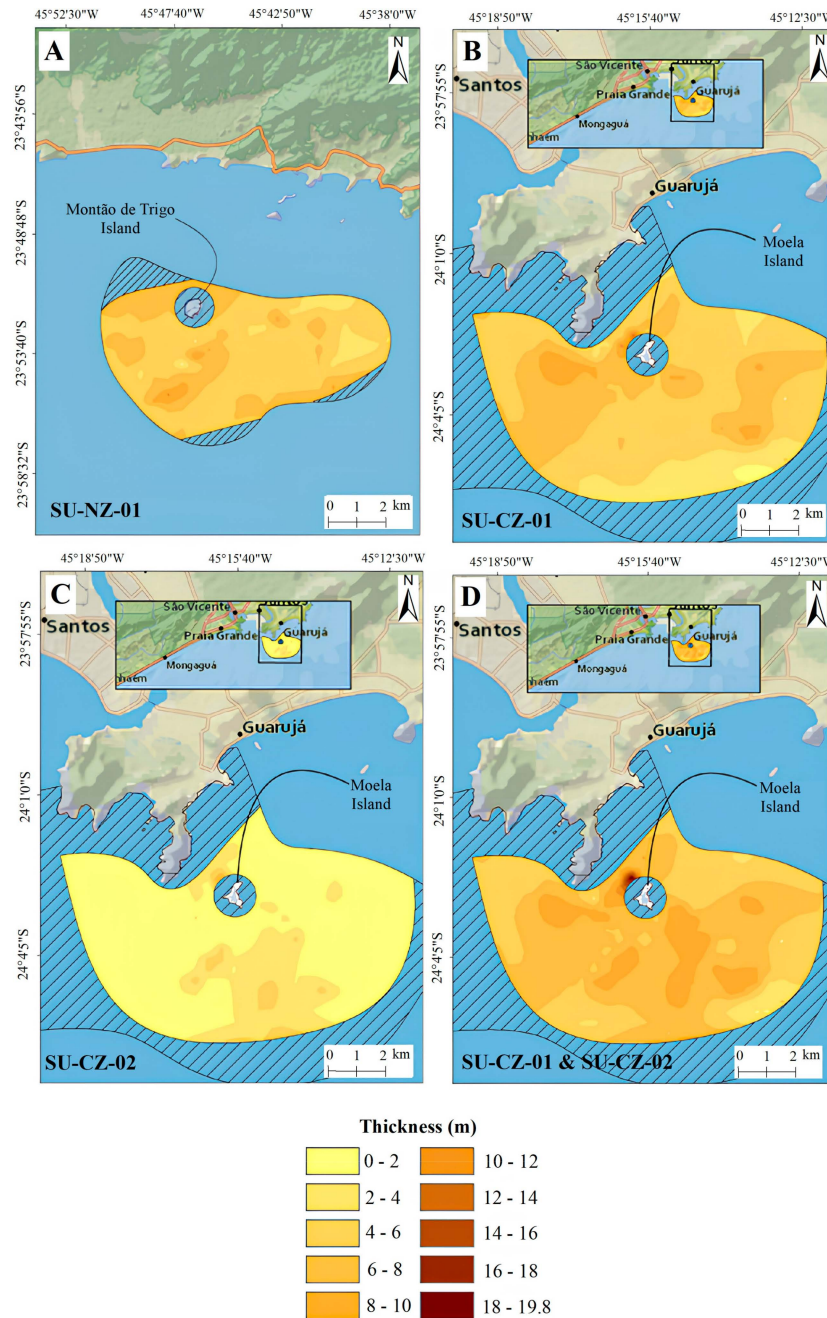 45°52'30"W 45°47'40"W 45°42'50"W 45°38'0"W
A
N
23°43'56"S
23°48'48"S
23°53'40"S
23°58'32"S
Montão de Trigo
Island
SU-NZ-01
0 1 2 km
45°18'50"W 45°15'40"W 45°12'30"W
B
N
Santos
São Vicente
Praia Grande
Guarujá
Mongaguá
nhaém
23°57'55"S
24°1'0"S
24°4'5"S
Guarujá
Moela
Island
SU-CZ-01
0 1 2 km
45°18'50"W 45°15'40"W 45°12'30"W
C
N
Santos
São Vicente
Praia Grande
Guarujá
Mongaguá
nhaém
23°57'55"S
24°1'0"S
24°4'5"S
Guarujá
Moela
Island
SU-CZ-02
0 1 2 km
45°18'50"W 45°15'40"W 45°12'30"W
D
N
Santos
São Vicente
Praia Grande
Guarujá
Mongaguá
nhaém
23°57'55"S
24°1'0"S
24°4'5"S
Guarujá
Moela
Island
SU-CZ-01 & SU-CZ-02
0 1 2 km
Thickness (m)
0 - 2
2 - 4
4 - 6
6 - 8
8 - 10
10 - 12
12 - 14
14 - 16
16 - 18
18 - 19.8